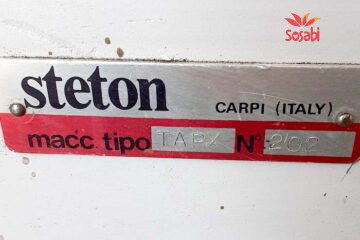 Sosabi
steton
CARPI (ITALY)
macc tipo TAPX N° 202